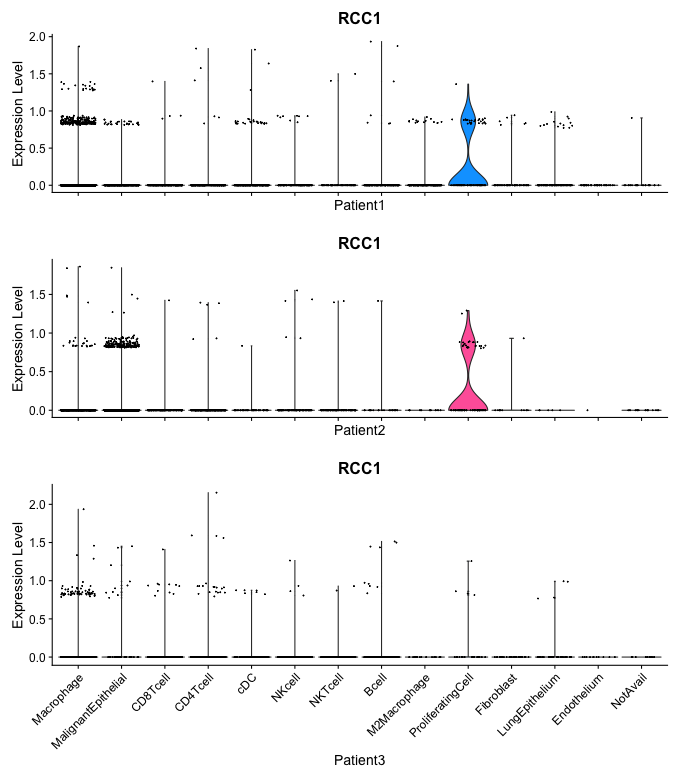 RCC1
Expression Level
2.0
1.5
1.0
0.5
0.0
Patient1
RCC1
Expression Level
1.5
1.0
0.5
0.0
Patient2
RCC1
Expression Level
2.0
1.5
1.0
0.5
0.0
Macrophage
MalignantEpithelial
CD8Tcell
CD4Tcell
cDC
NKcell
NKTcell
Bcell
M2Macrophage
ProliferatingCell
Fibroblast
LungEpithelium
Endothelium
NotAvail
Patient3